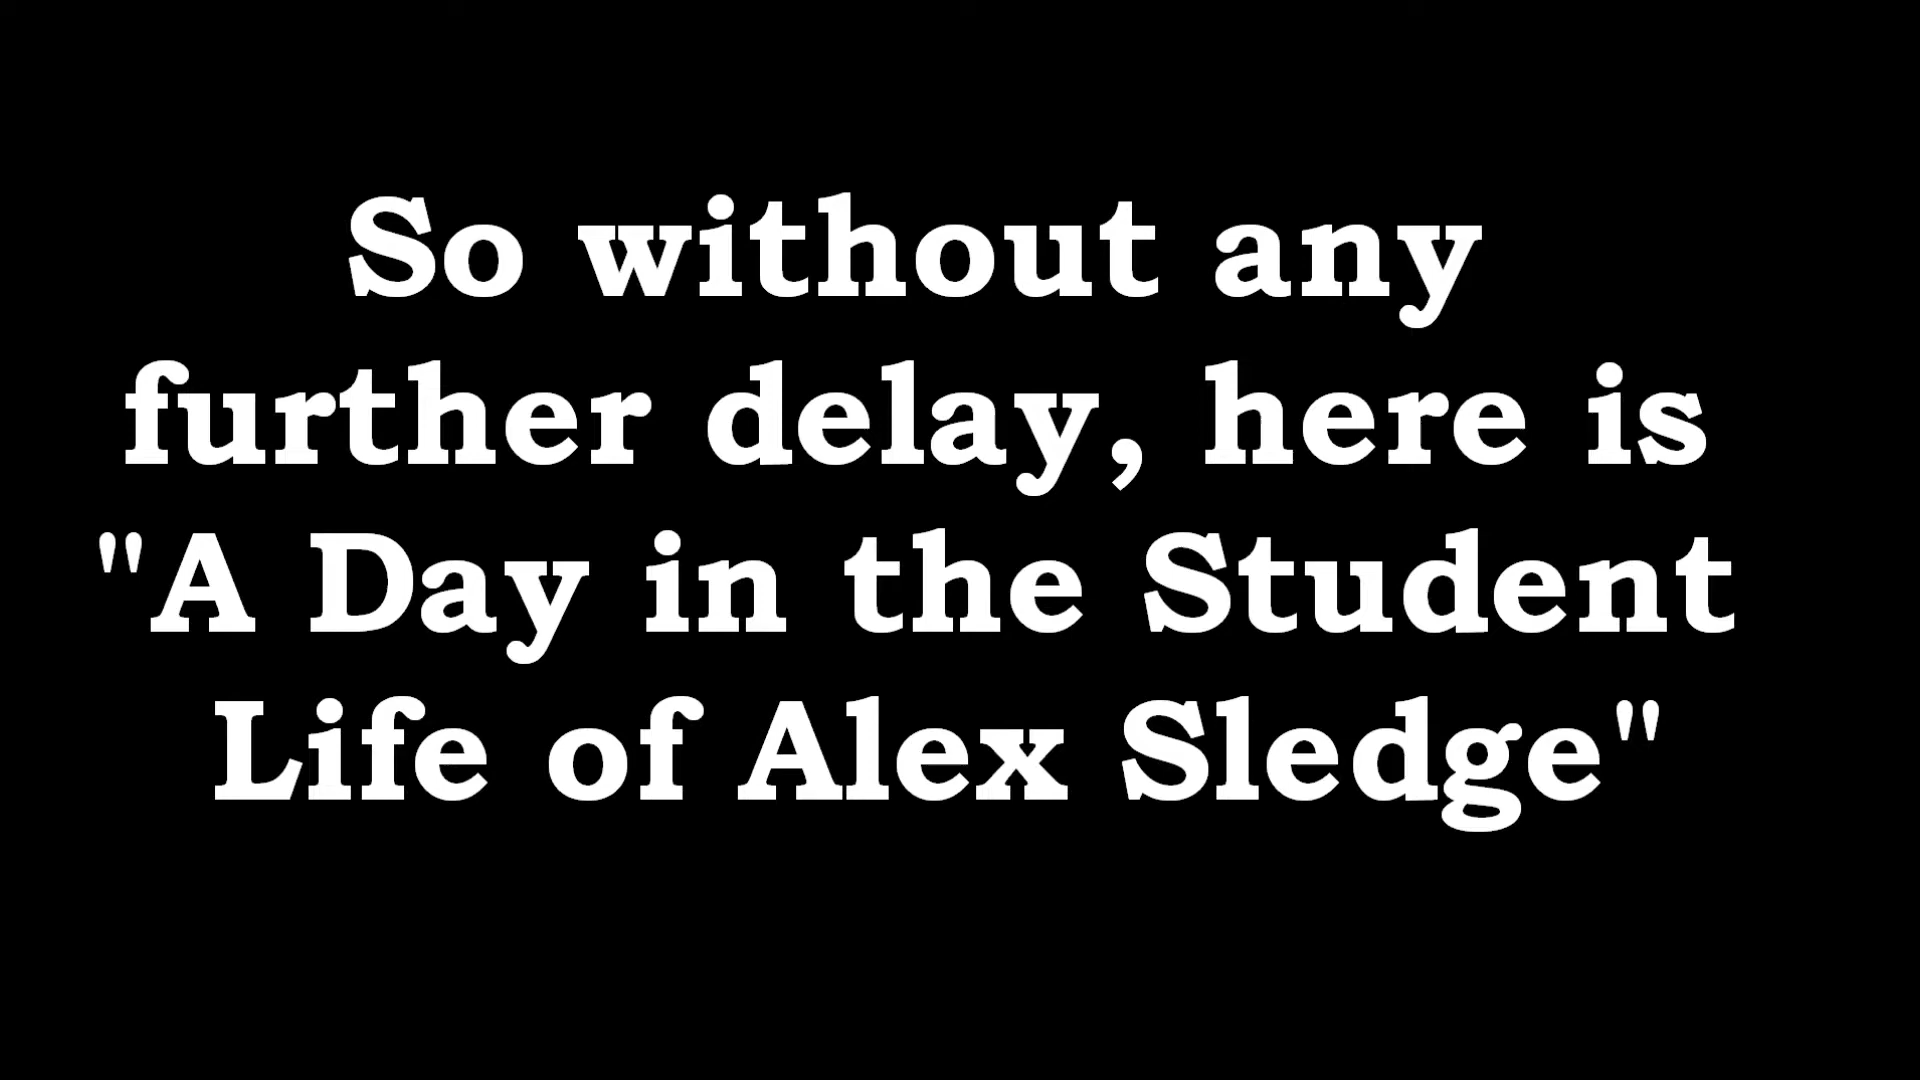 So without any
further delay, here is
"A Day in the Student
Life of Alex Sledge"